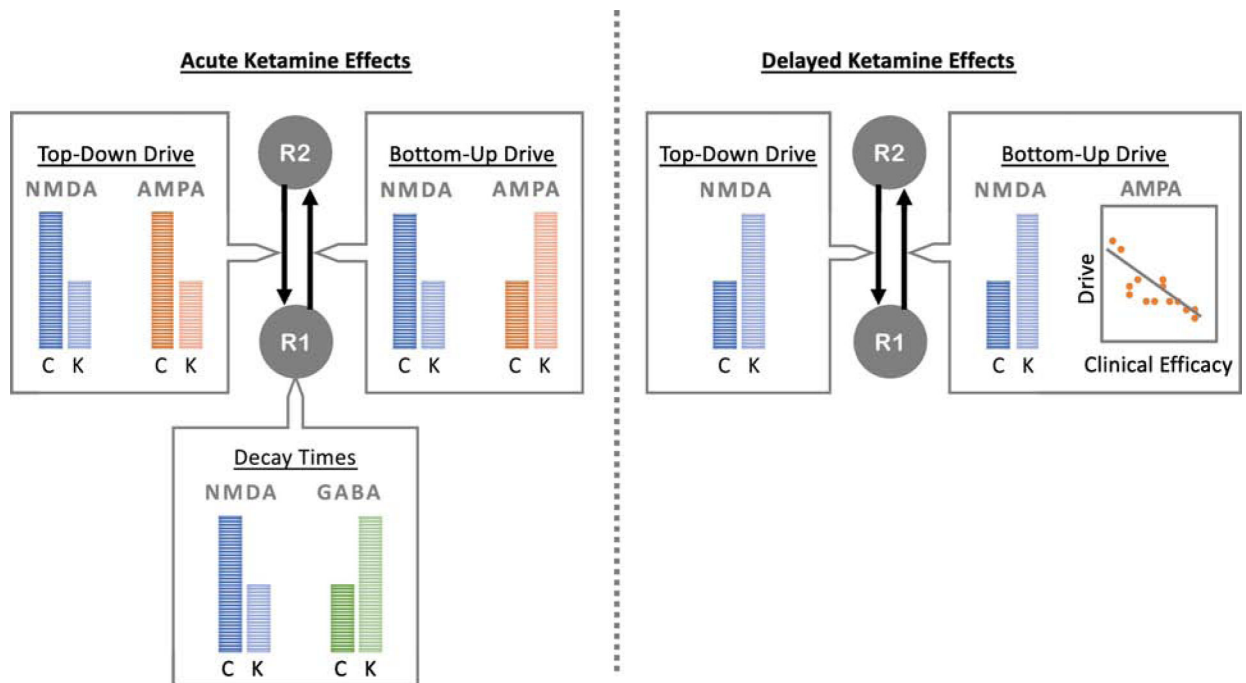 Acute Ketamine Effects
Top-Down Drive
NMDA AMPA
C K C K
R2
R1
Bottom-Up Drive
NMDA AMPA
C K C K
Decay Times
NMDA GABA
C K C K
Delayed Ketamine Effects
Top-Down Drive
NMDA
C K
R2
R1
Bottom-Up Drive
NMDA AMPA
C K
Drive
Clinical Efficacy